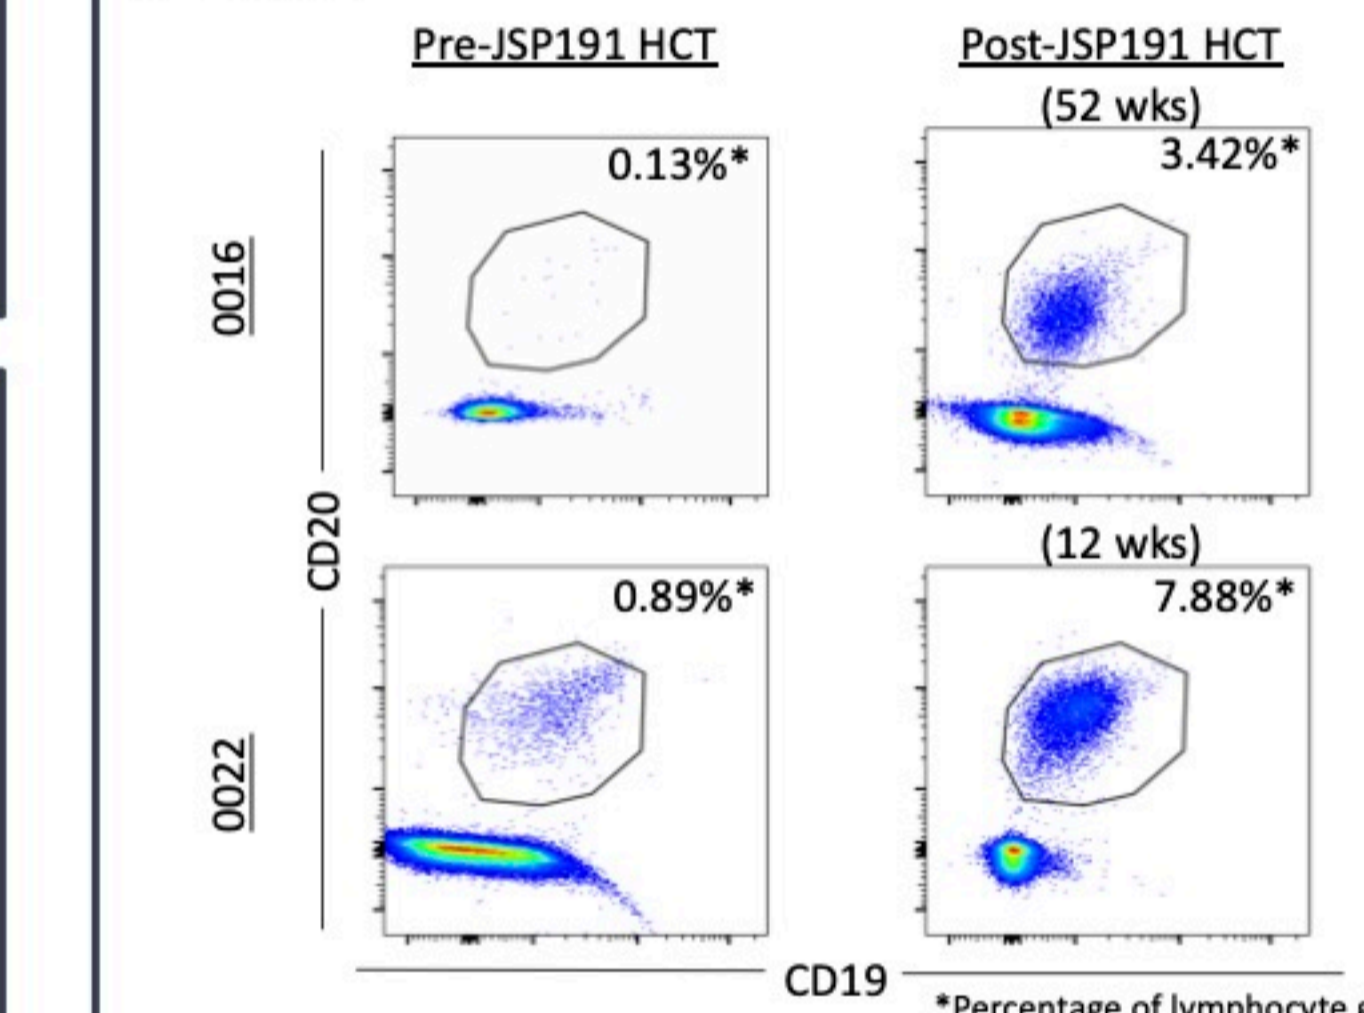 Pre-JSP191 HCT
Post-JSP191 HCT
(52 wks)
0.13%*
3.42%*
0016
CD20
(12 wks)
0.89%*
7.88%*
0022
CD19
*Percentage of lymphocyte